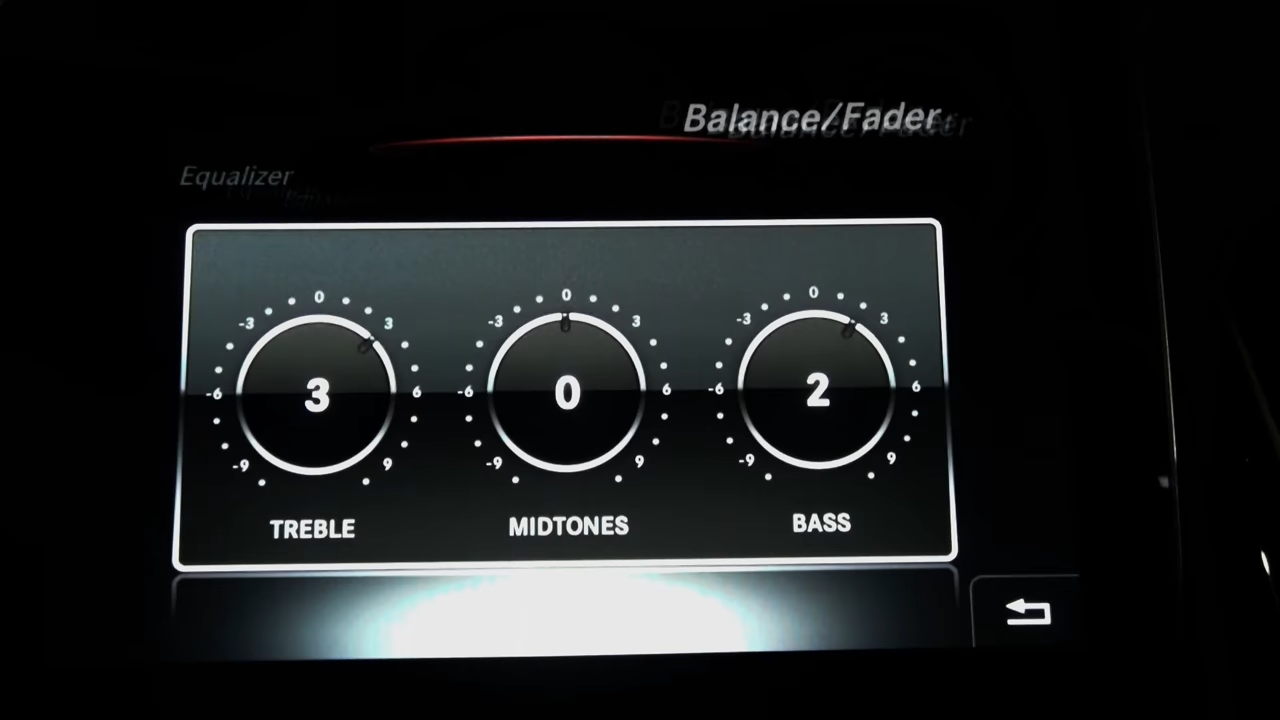 Balance/Fader
Equalizer
0 0 0
-3 3 -3 3 -3 3
3 0 2
-6 6 -6 6 -6 6
-9 9 -9 9 -9 9
TREBLE MIDTONES BASS